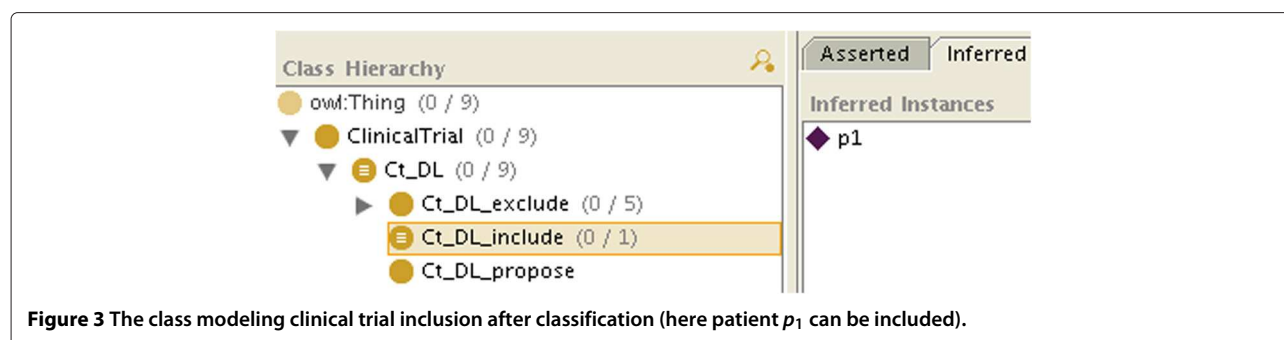 Class Hierarchy
owl:Thing (0 / 9)
ClinicalTrial (0 / 9)
Ct_DL (0 / 9)
Ct_DL_exclude (0 / 5)
Ct_DL_include (0 / 1)
Ct_DL_propose
Asserted Inferred
Inferred Instances
p1
Figure 3 The class modeling clinical trial inclusion after classification (here patient p1 can be included).